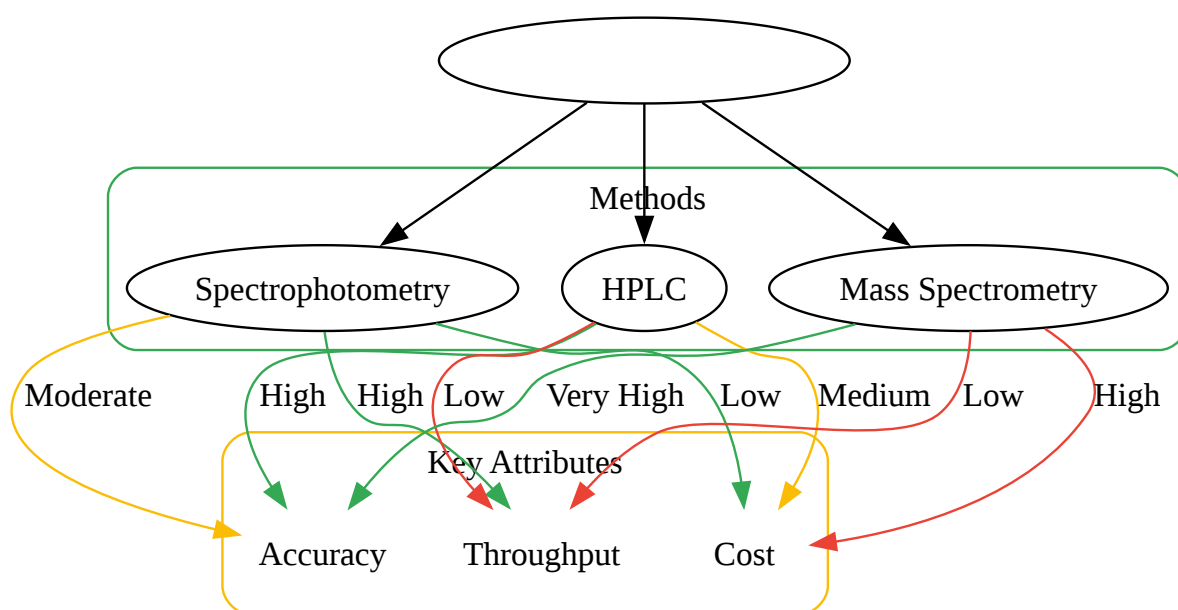 Methods
Spectrophotometry HPLC Mass Spectrometry
Moderate High High Low Very High Low Medium Low High
Key Attributes
Accuracy Throughput Cost